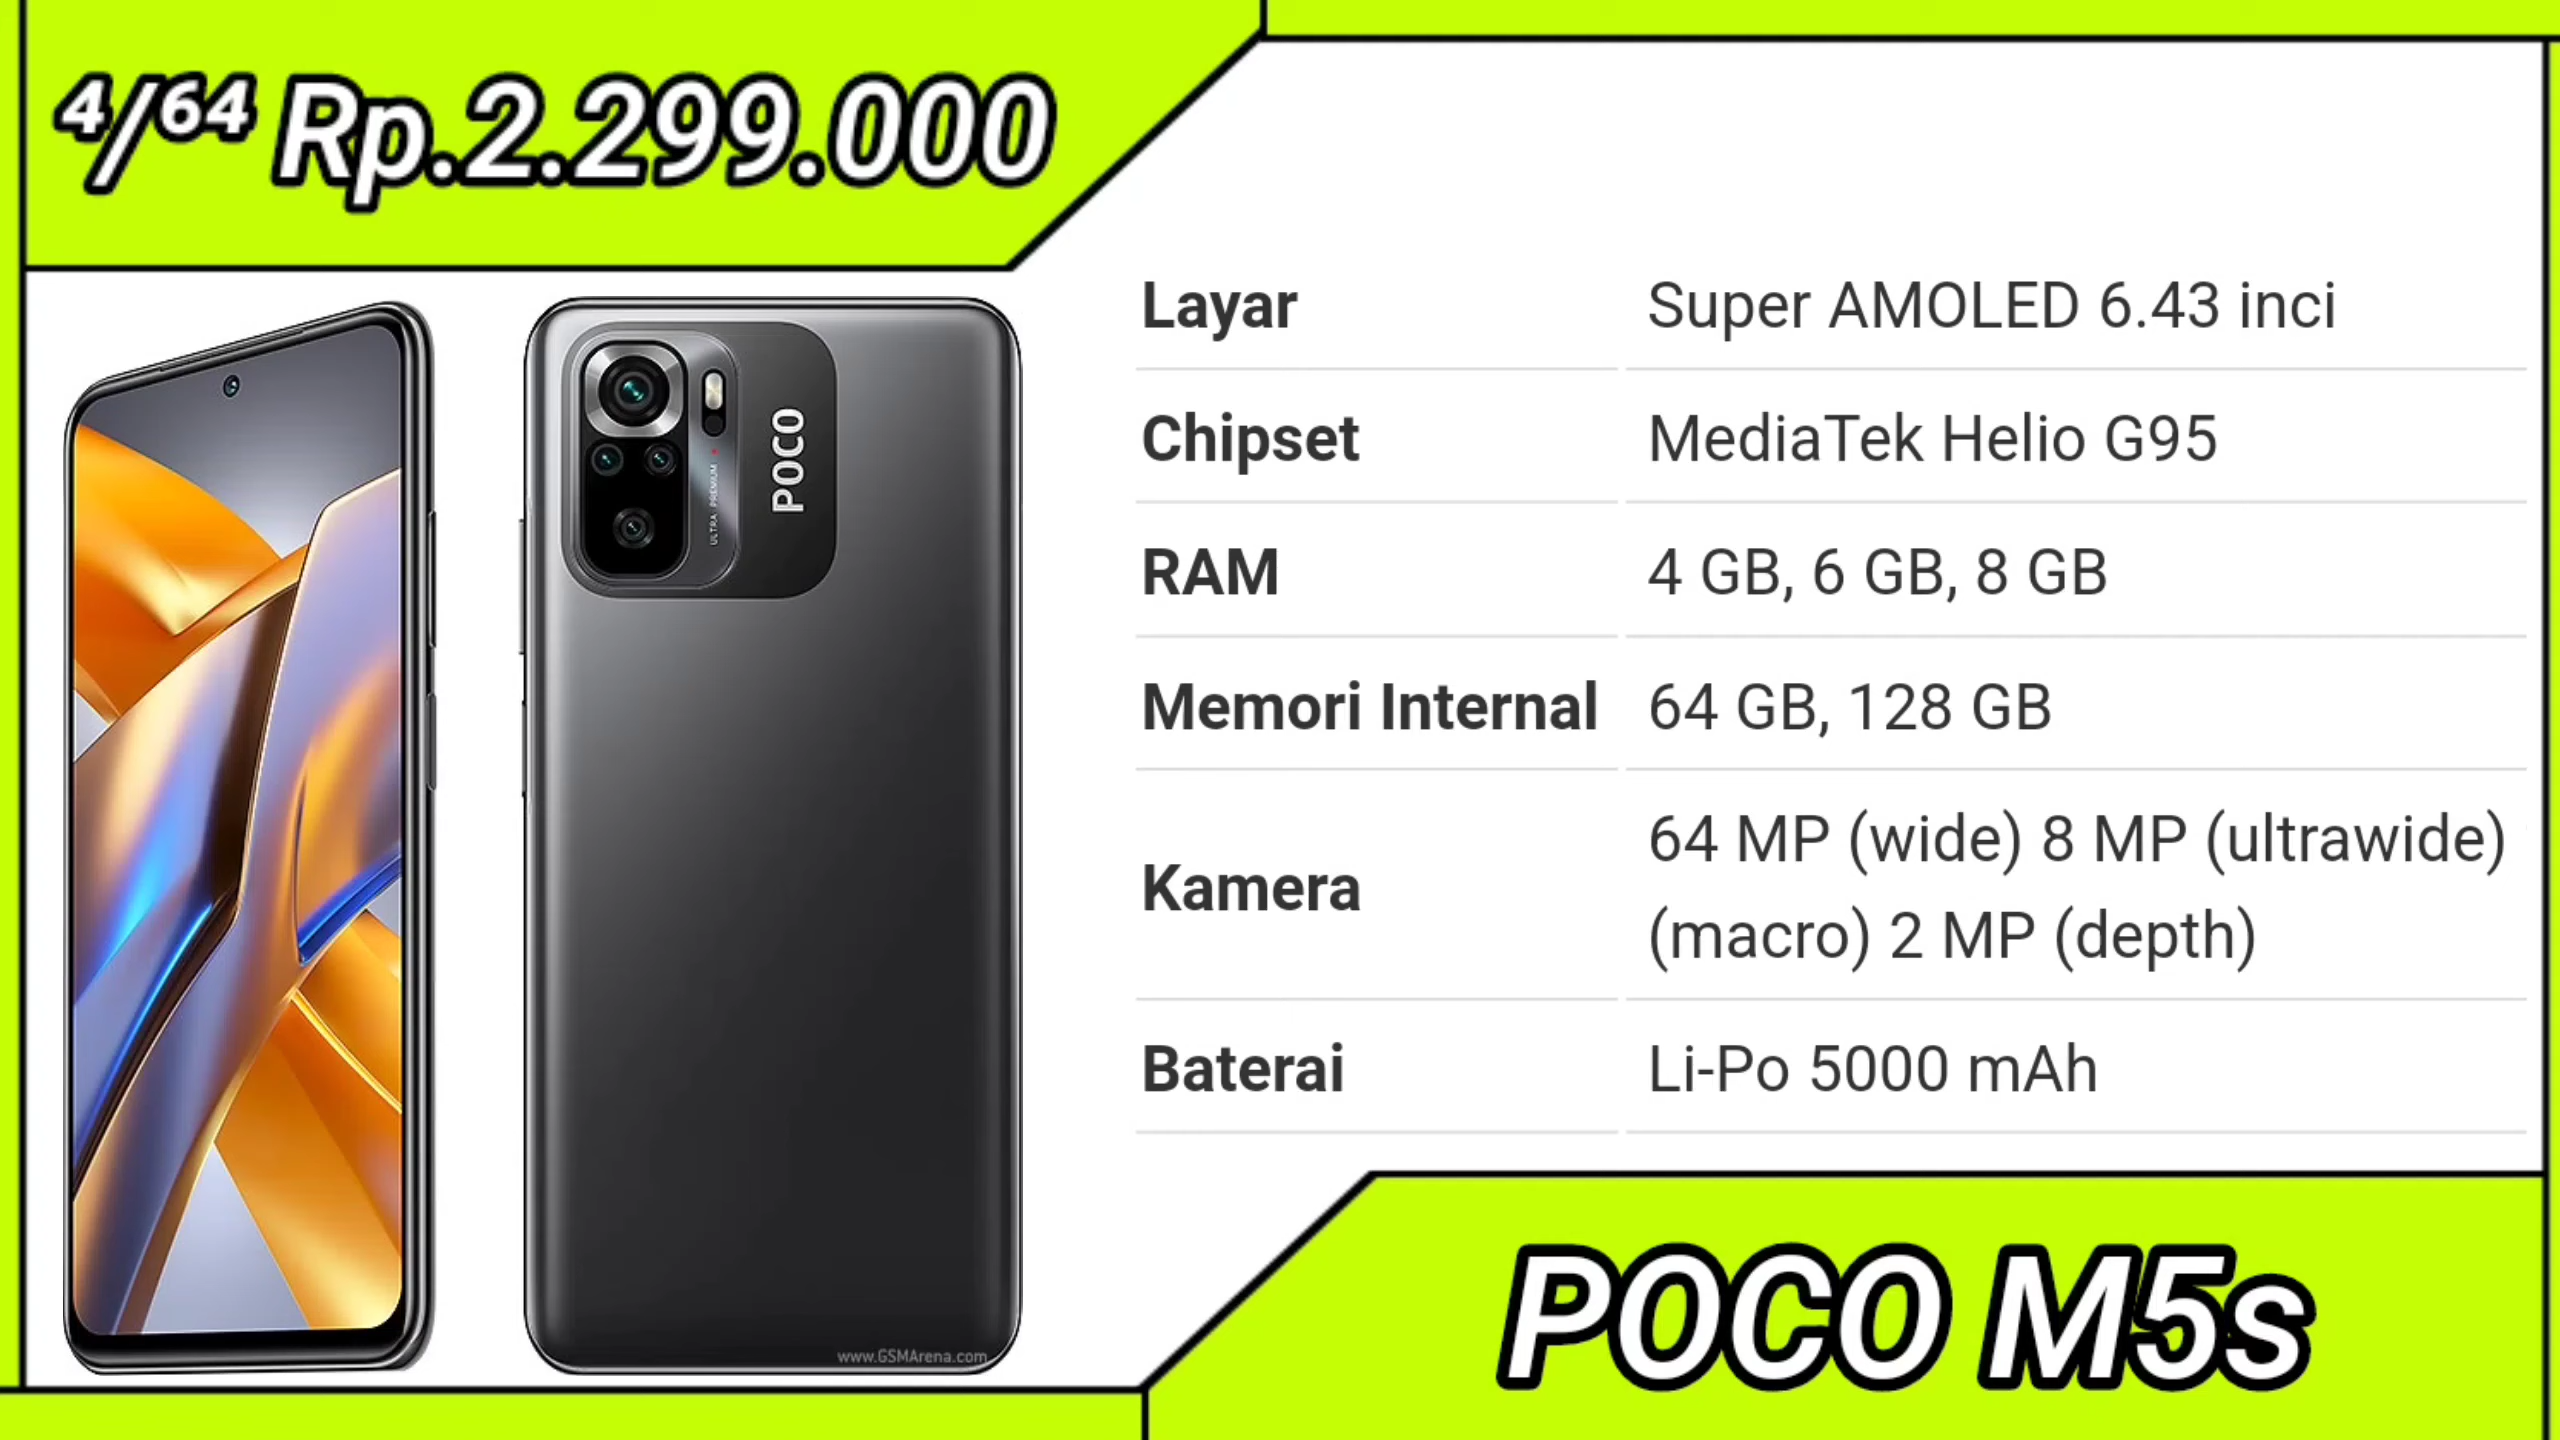 4/64 Rp.2.299.000
POCO
ULTRA PREMIUM
www.GSMArena.com
Layar Super AMOLED 6.43 inci
Chipset MediaTek Helio G95
RAM 4 GB, 6 GB, 8 GB
Memori Internal 64 GB, 128 GB
Kamera 64 MP (wide) 8 MP (ultrawide)
(macro) 2 MP (depth)
Baterai Li-Po 5000 mAh
POCO M5s